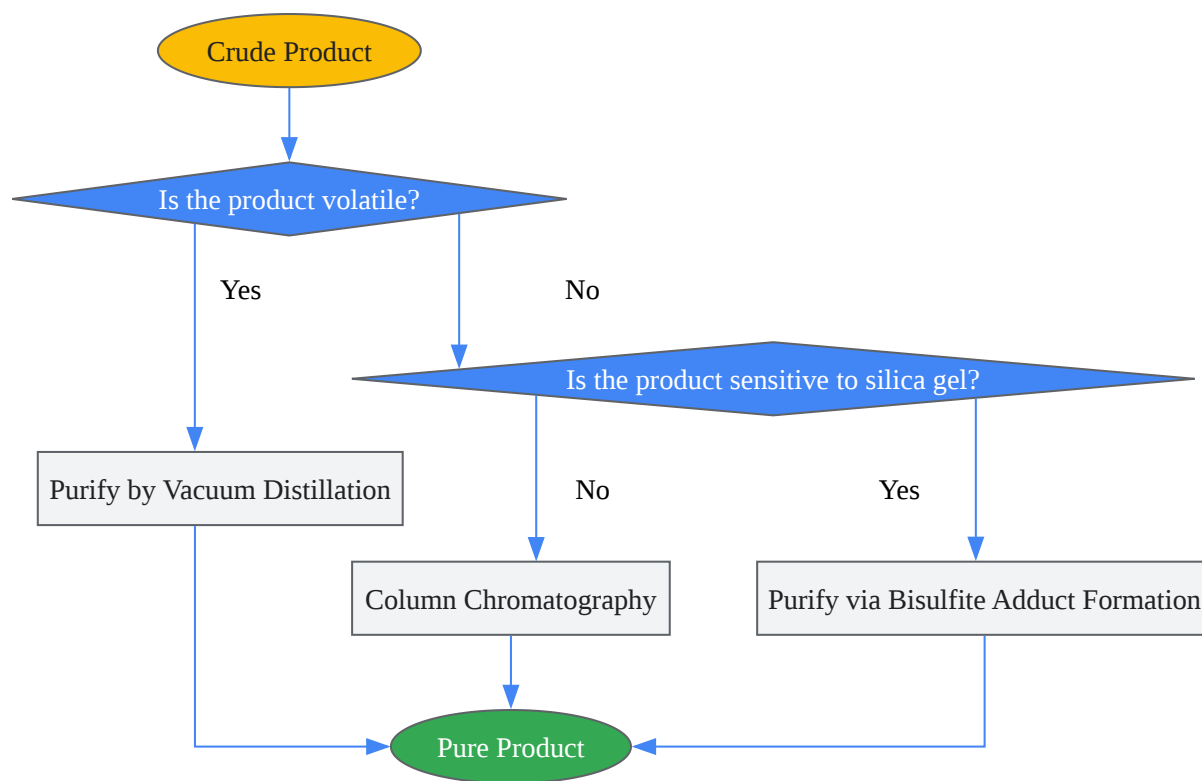 Crude Product
Is the product volatile?
Yes
No
Is the product sensitive to silica gel?
Purify by Vacuum Distillation
No
Yes
Column Chromatography
Purify via Bisulfite Adduct Formation
Pure Product